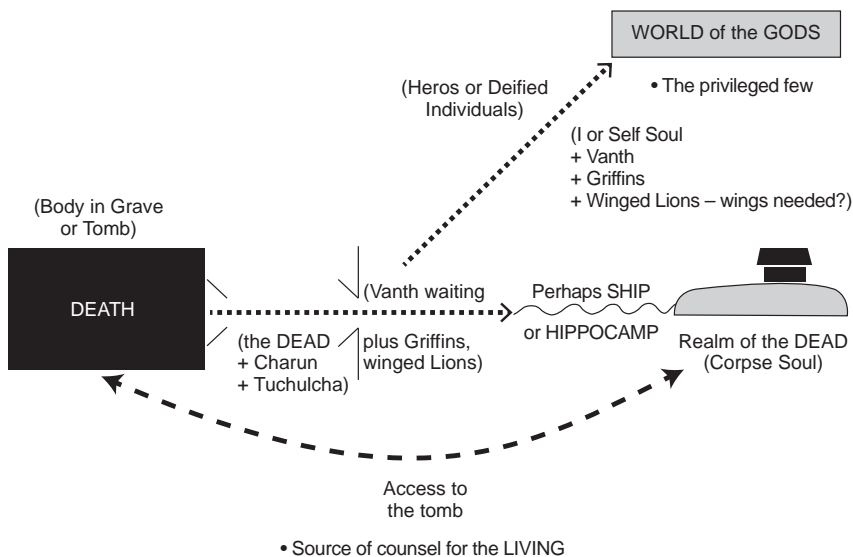 WORLD of the GODS
(Heros or Deified
Individuals)
• The privileged few
(I or Self Soul
+ Vanth
+ Griffins
+ Winged Lions – wings needed?)
(Body in Grave
or Tomb)
DEATH
(the DEAD
+ Charun
+ Tuchulcha)
(Vanth waiting
plus Griffins,
winged Lions)
Perhaps SHIP
or HIPPOCAMP
Realm of the DEAD
(Corpse Soul)
Access to
the tomb
• Source of counsel for the LIVING